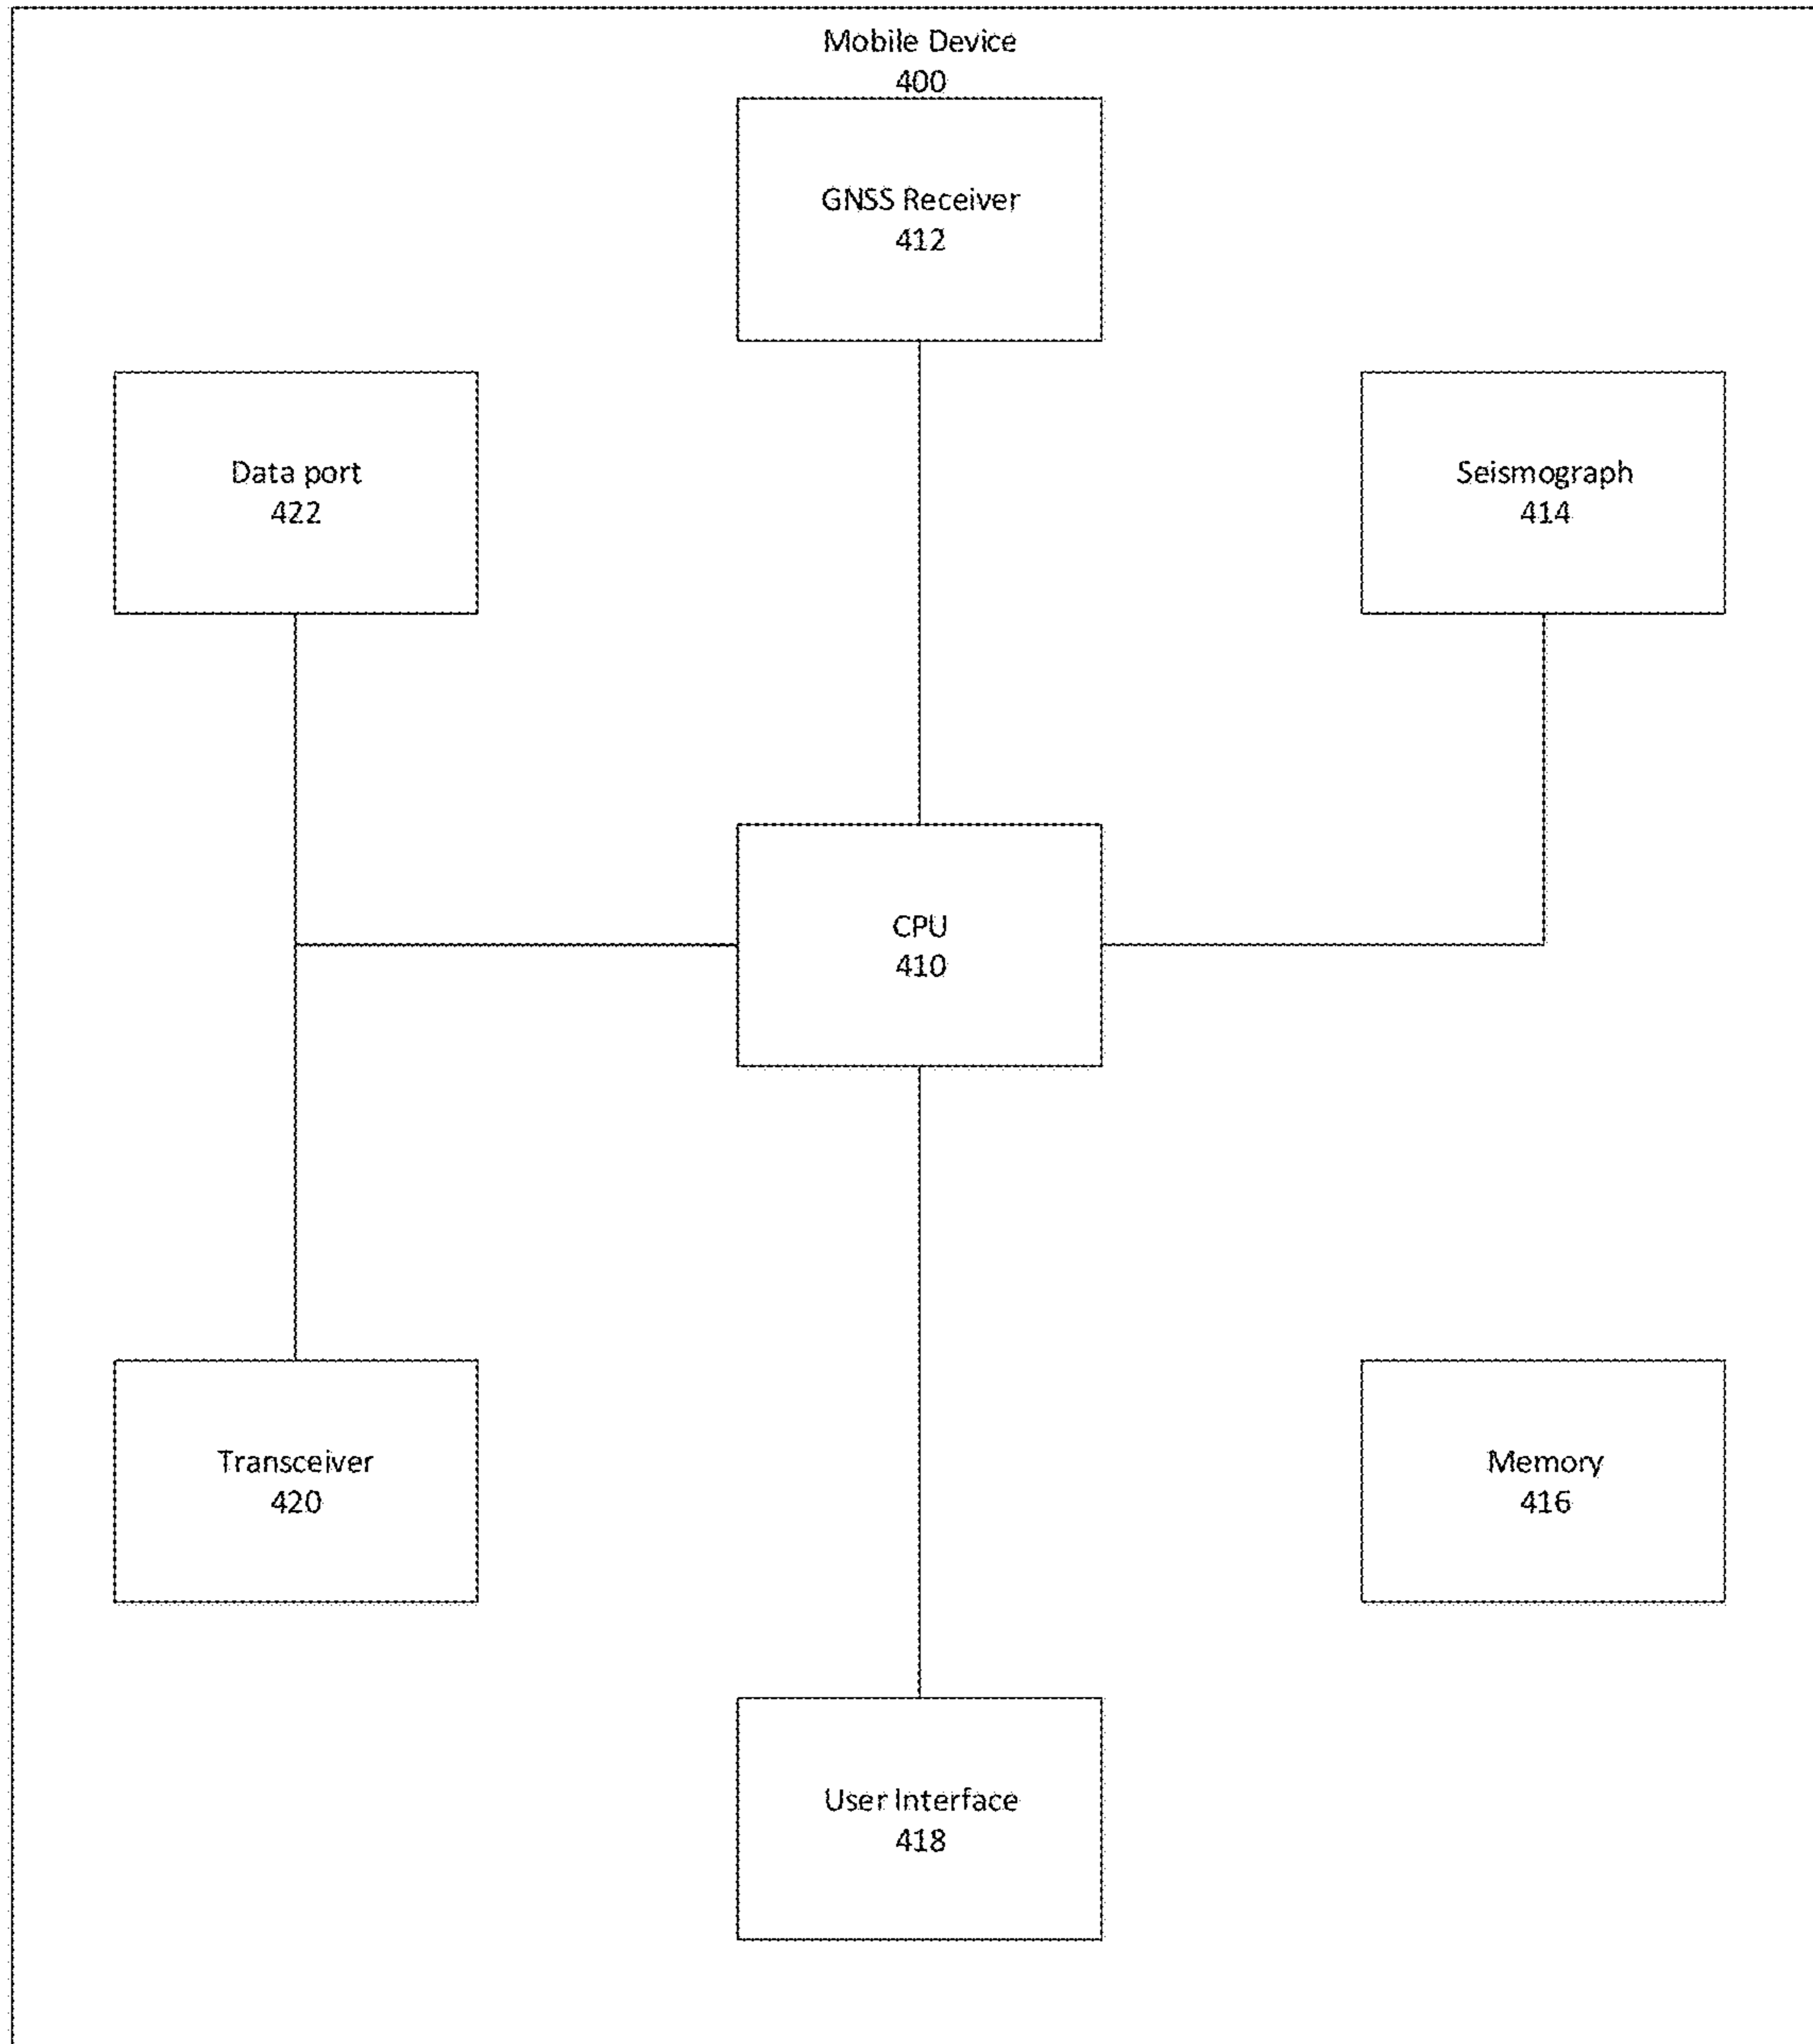 Mobile Device
400
GNSS Receiver
412
Data port
422
Seismograph
414
CPU
410
Transceiver
420
Memory
416
User Interface
418